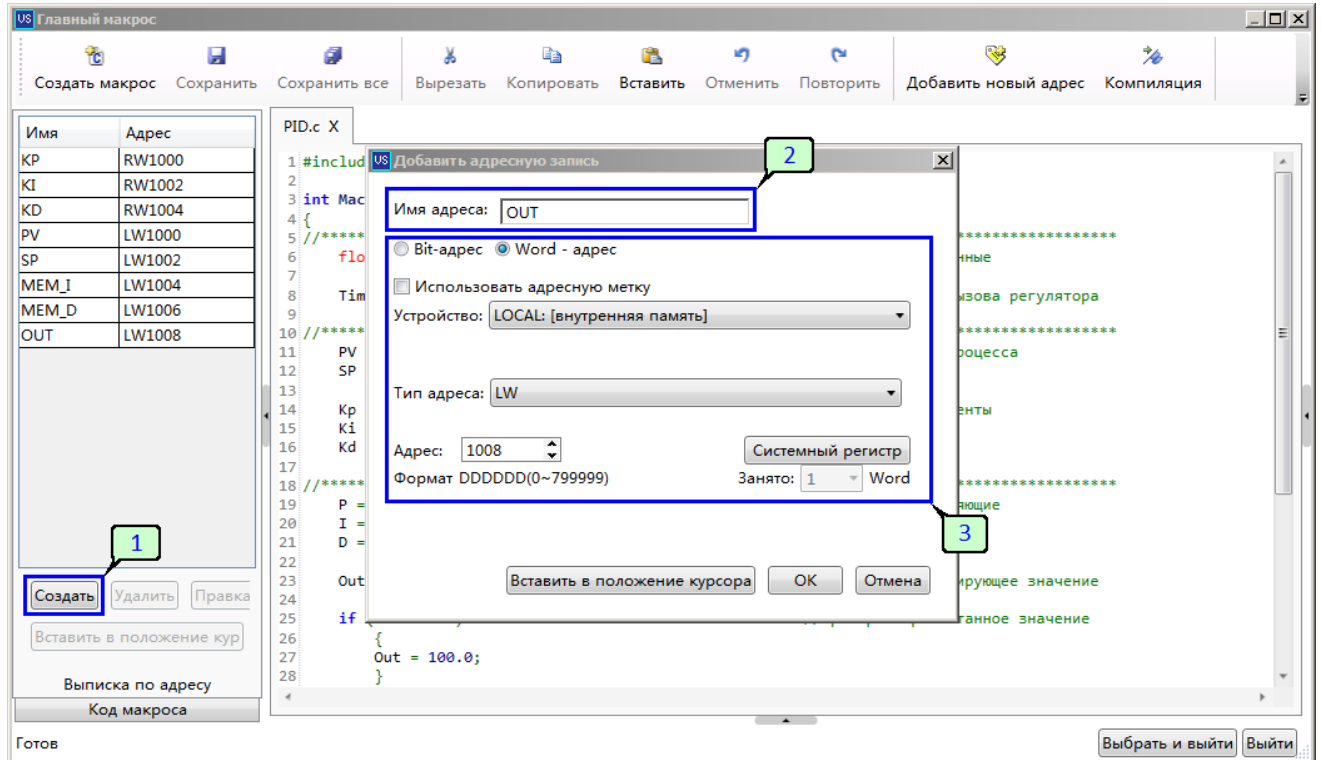 VS Главный макрос
Создать макрос Сохранить Сохранить все Вырезать Копировать Вставить Отменить Повторить Добавить новый адрес Компиляция
Имя Адрес
KP RW1000
KI RW1002
KD RW1004
PV LW1000
SP LW1002
MEM_I LW1004
MEM_D LW1006
OUT LW1008
1
Создать Удалить Правка
Вставить в положение кур
Выписка по адресу
Код макроса
PID.c X
1 #includ
2
3 int Mac
4 {
5 //***** ******************
6 flo нные
7
8 Tim ызова регулятора
9
10 //***** ******************
11 PV роцесса
12 SP
13
14 Kp енты
15 Ki
16 Kd
17
18 //***** ******************
19 P = яющие
20 I =
21 D =
22
23 Out ирующее значение
24
25 if танное значение
26 {
27 Out = 100.0;
28 }
VS Добавить адресную запись
2
Имя адреса: OUT
Bit-адрес Word - адрес
Использовать адресную метку
Устройство: LOCAL: [внутренняя память]
Тип адреса: LW
Адрес: 1008 Системный регистр
Формат DDDDDD(0~799999) Занято: 1 Word
3
Вставить в положение курсора OK Отмена
Готов Выбрать и выйти Выйти